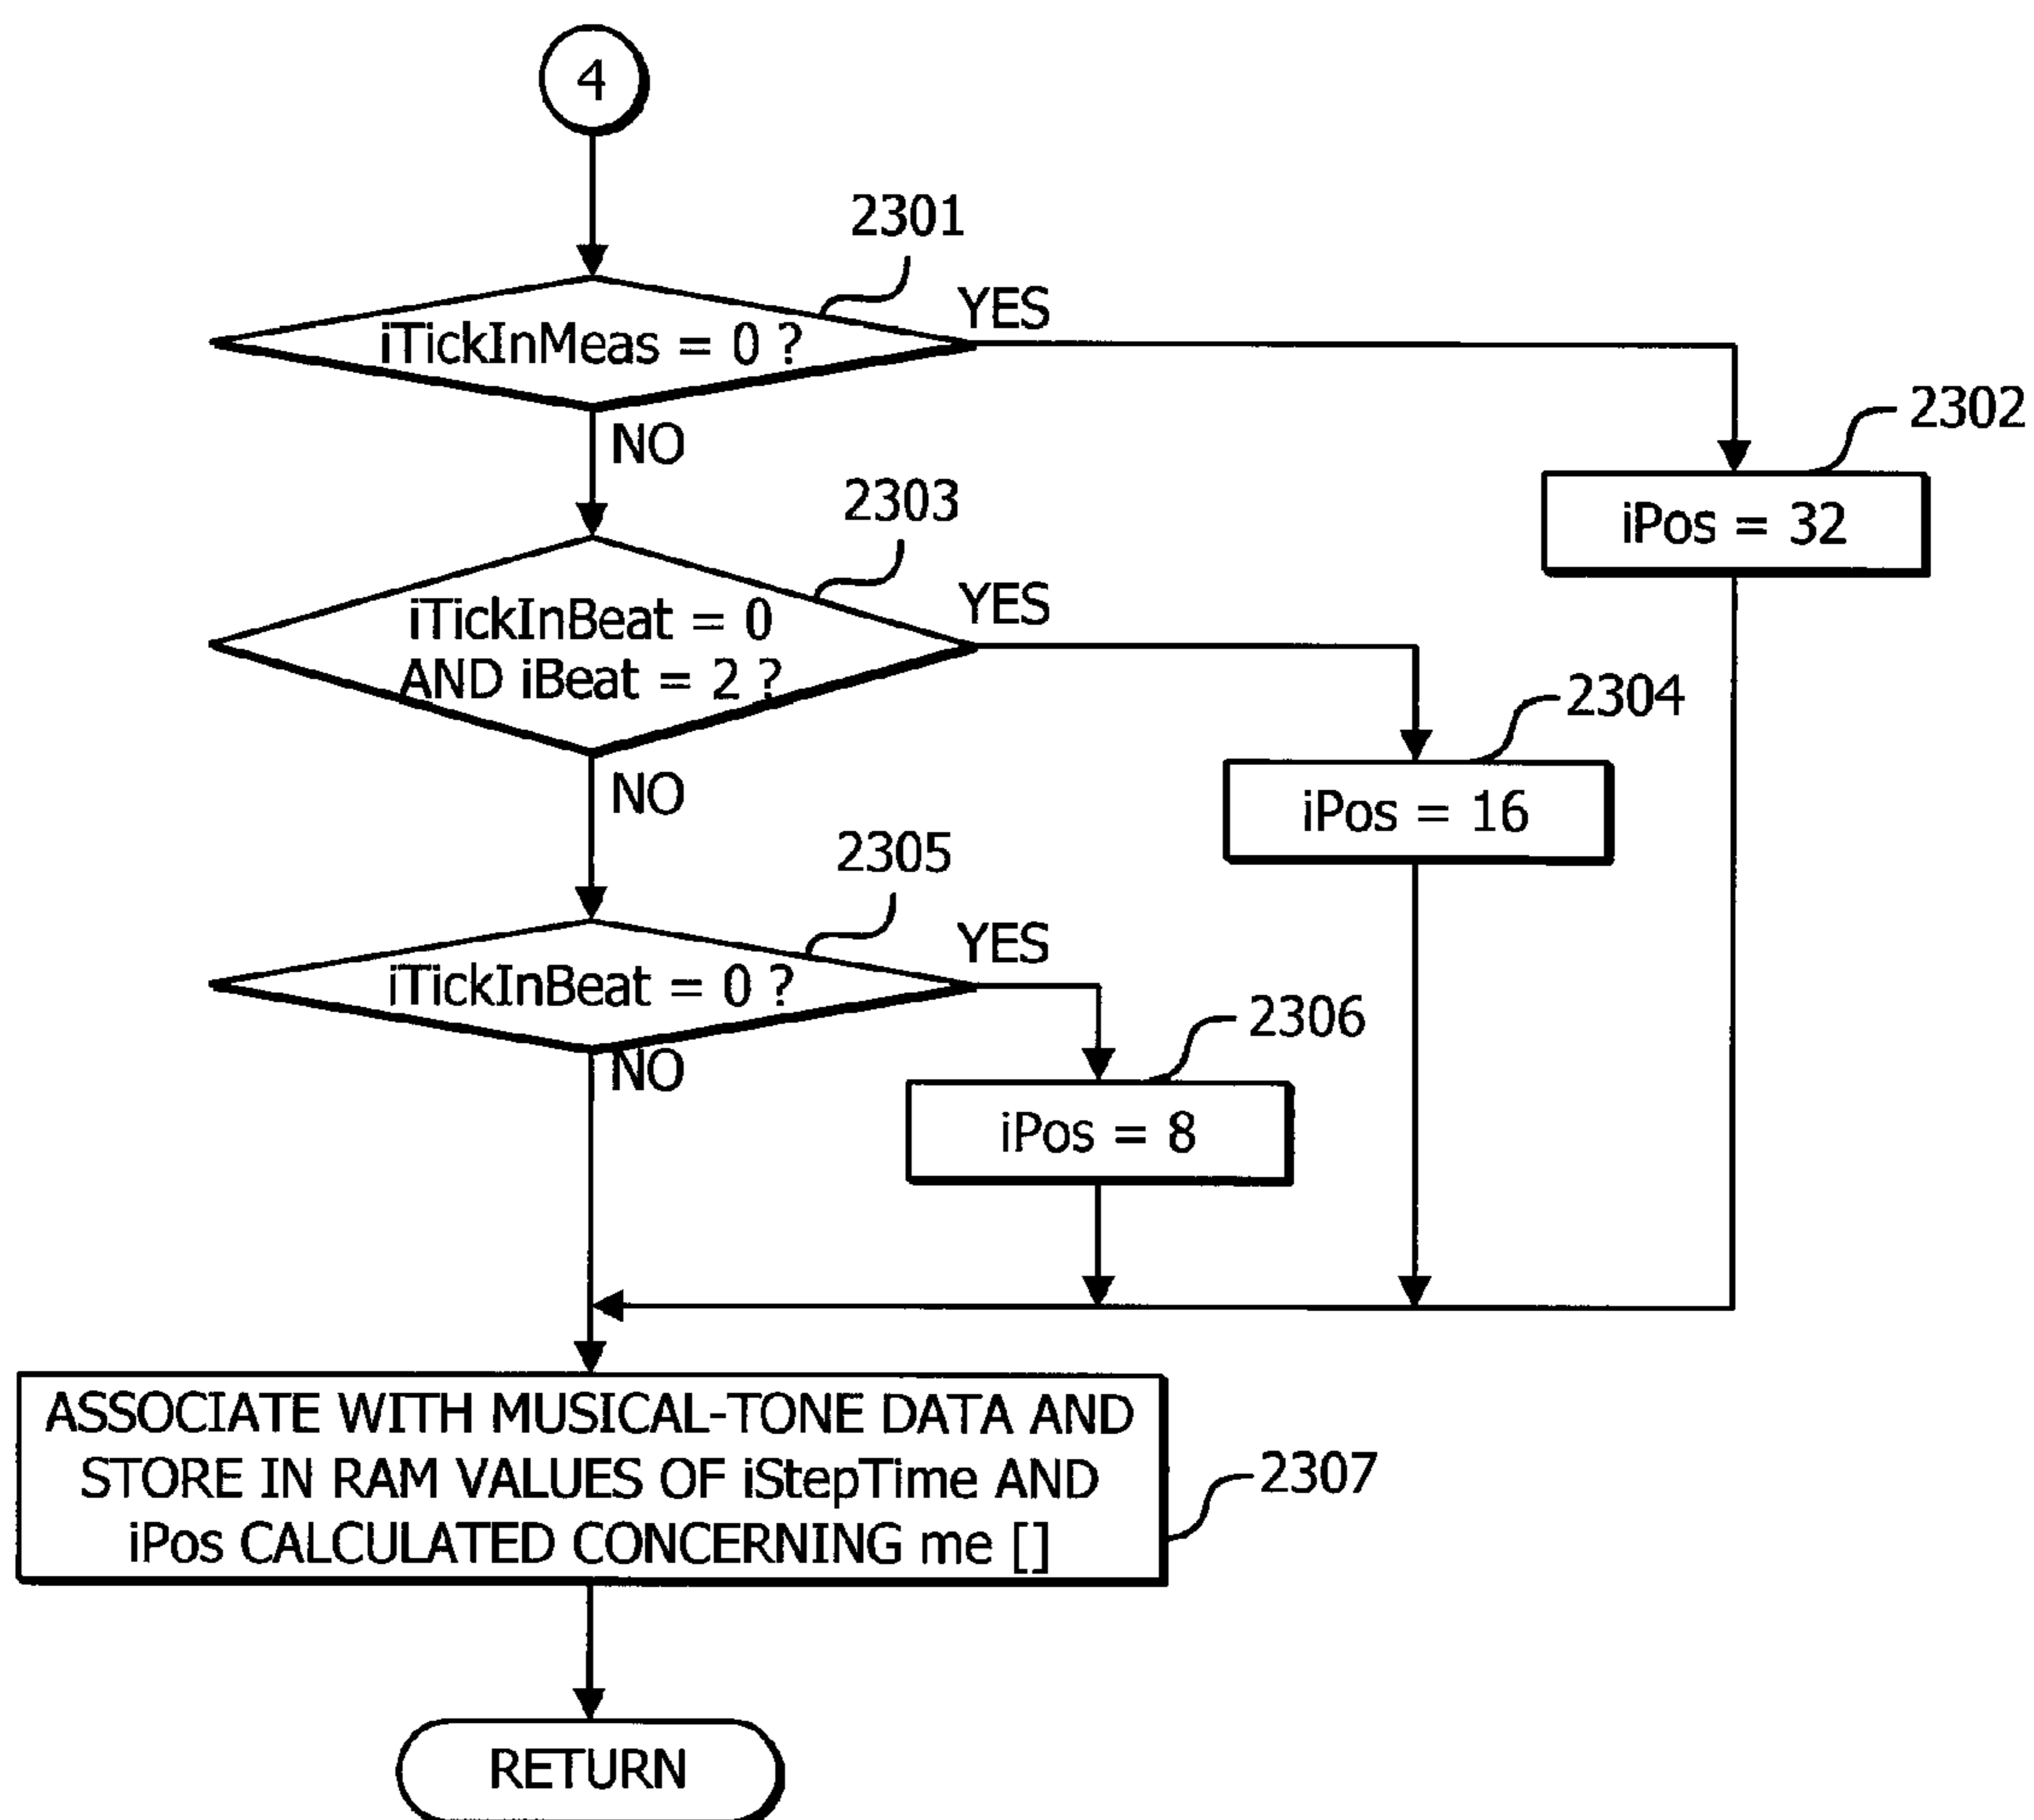 4
2301
iTickInMeas = 0 ?
YES
NO
2302
iPos = 32
2303
iTickInBeat = 0
AND iBeat = 2 ?
YES
NO
2304
iPos = 16
2305
iTickInBeat = 0 ?
YES
NO
2306
iPos = 8
ASSOCIATE WITH MUSICAL-TONE DATA AND
STORE IN RAM VALUES OF iStepTime AND
iPos CALCULATED CONCERNING me []
2307
RETURN